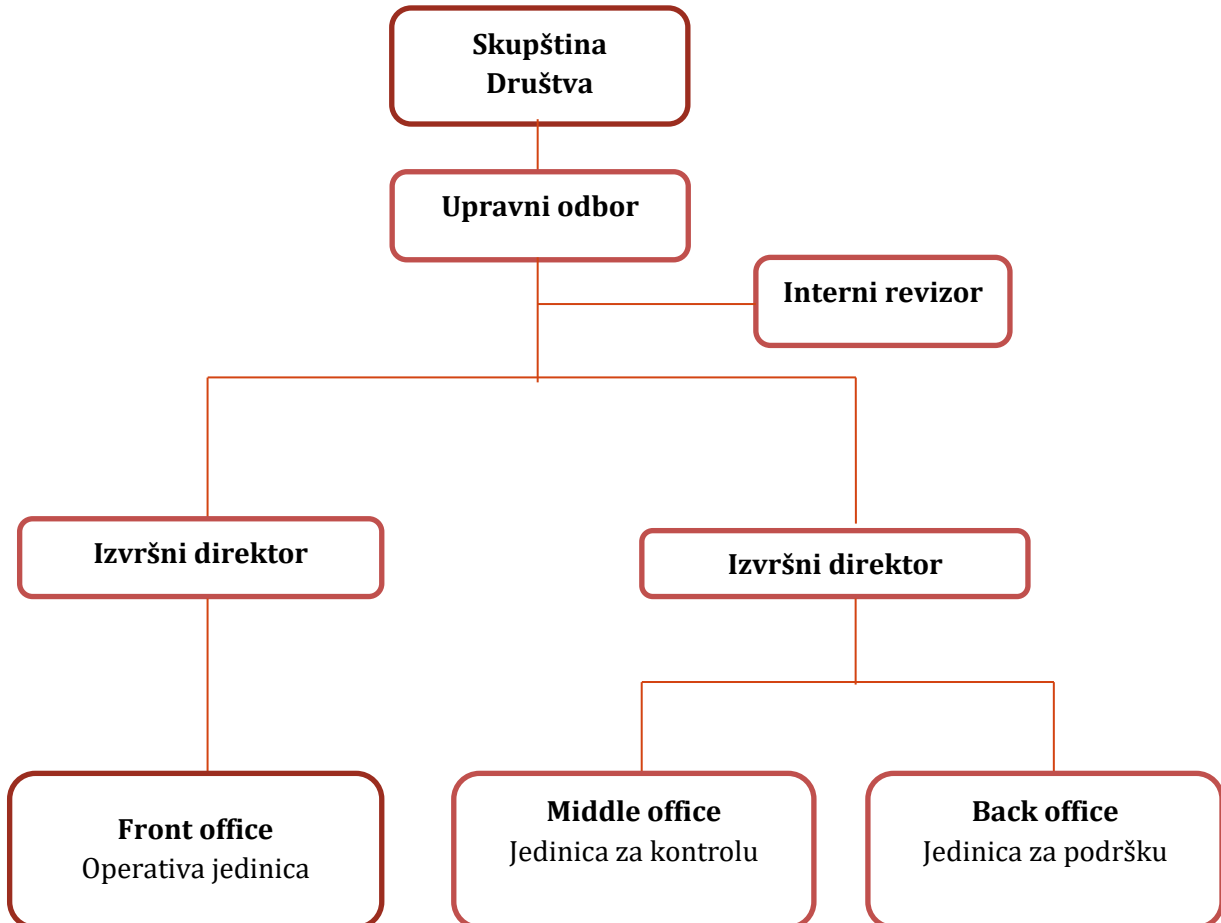 Skupština
Društva
Upravni odbor
Interni revizor
Izvršni direktor
Izvršni direktor
Front office
Operativa jedinica
Middle office
Jedinica za kontrolu
Back office
Jedinica za podršku